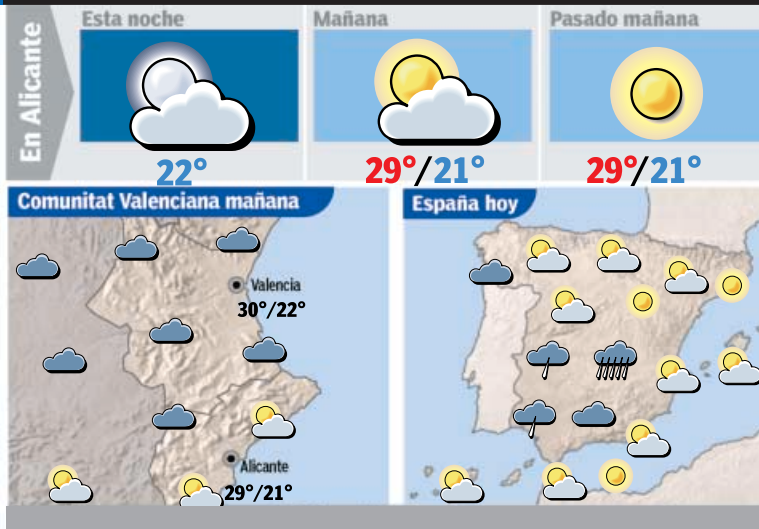 En Alicante
Esta noche
22°
Mañana
29°/21°
Pasado mañana
29°/21°
Comunitat Valenciana mañana
Valencia
30°/22°
Alicante
29°/21°
España hoy